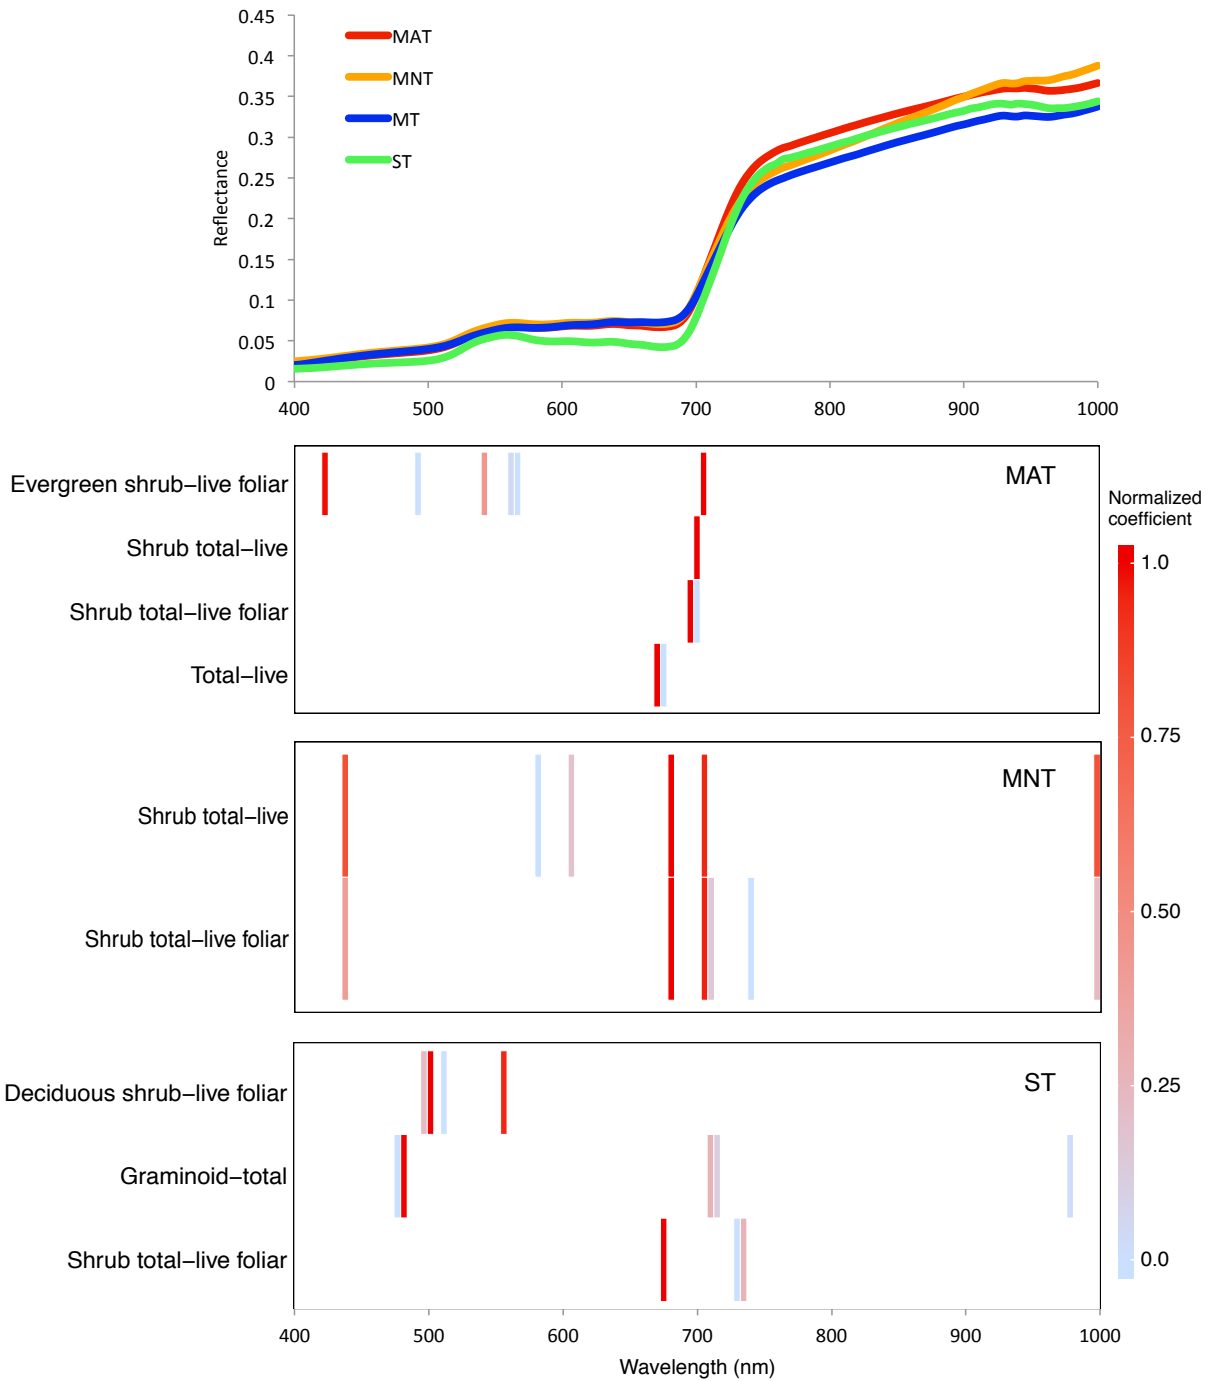 0.45
0.4
0.35
0.3
0.25
0.2
0.15
0.1
0.05
0
Reflectance
MAT
MNT
MT
ST
400 500 600 700 800 900 1000
MAT
Evergreen shrub–live foliar
Shrub total–live
Shrub total–live foliar
Total–live
MNT
Shrub total–live
Shrub total–live foliar
ST
Deciduous shrub–live foliar
Graminoid–total
Shrub total–live foliar
400 500 600 700 800 900 1000
Wavelength (nm)
Normalized
coefficient
1.0
0.75
0.50
0.25
0.0